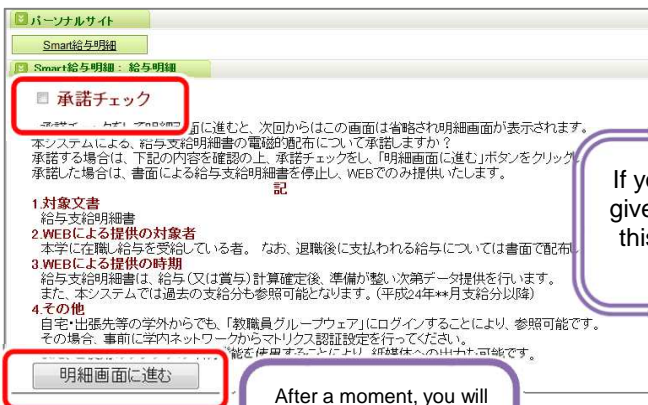 パーソナルサイト
Smart給与明細
Smart給与明細： 給与明細
承諾チェック
面に進むと、次回からはこの画面は省略され明細画面が表示されます。
本システムによる、給与支給明細書の電磁的配布について承諾しますか？
承諾する場合は、下記の内容を確認の上、承諾チェックをし、「明細画面に進む」ボタンをクリック
承諾した場合は、書面による給与支給明細書を停止し、WEBでのみ提供いたします。
記
1.対象文書
給与支給明細書
2.WEBによる提供の対象者
本学に在職し給与を受給している者。 なお、退職後に支払われる給与については書面で配布
3.WEBによる提供の時期
給与支給明細書は、給与（又は賞与）計算確定後、準備が整い次第データ提供を行います。
また、本システムでは過去の支給分も参照可能となります。（平成24年**月支給分以降）
4.その他
自宅・出張先等の学外からでも、「教職員グループウェア」にログインすることにより、参照可能です。
その場合、事前に学内ネットワークからマトリクス認証設定を行ってください。
能を使用することにより、紙媒体への出力も可能です。
明細画面に進む
If yo
give
this
After a moment, you will